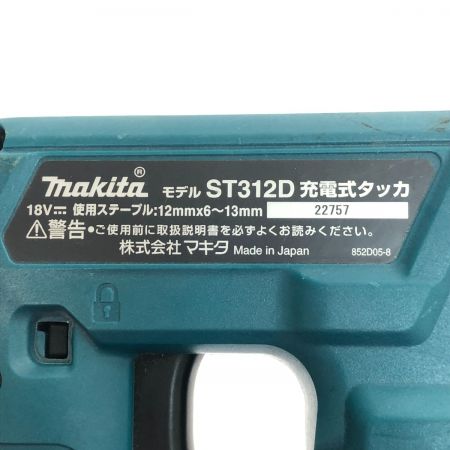 makita® モデル ST312D 充電式タッカ
18V⎓ 使用ステープル:12mmx6～13mm 22757
⚠警告・ご使用前に取扱説明書を必ずよくお読みください。
株式会社マキタ Made in Japan 852D05-8